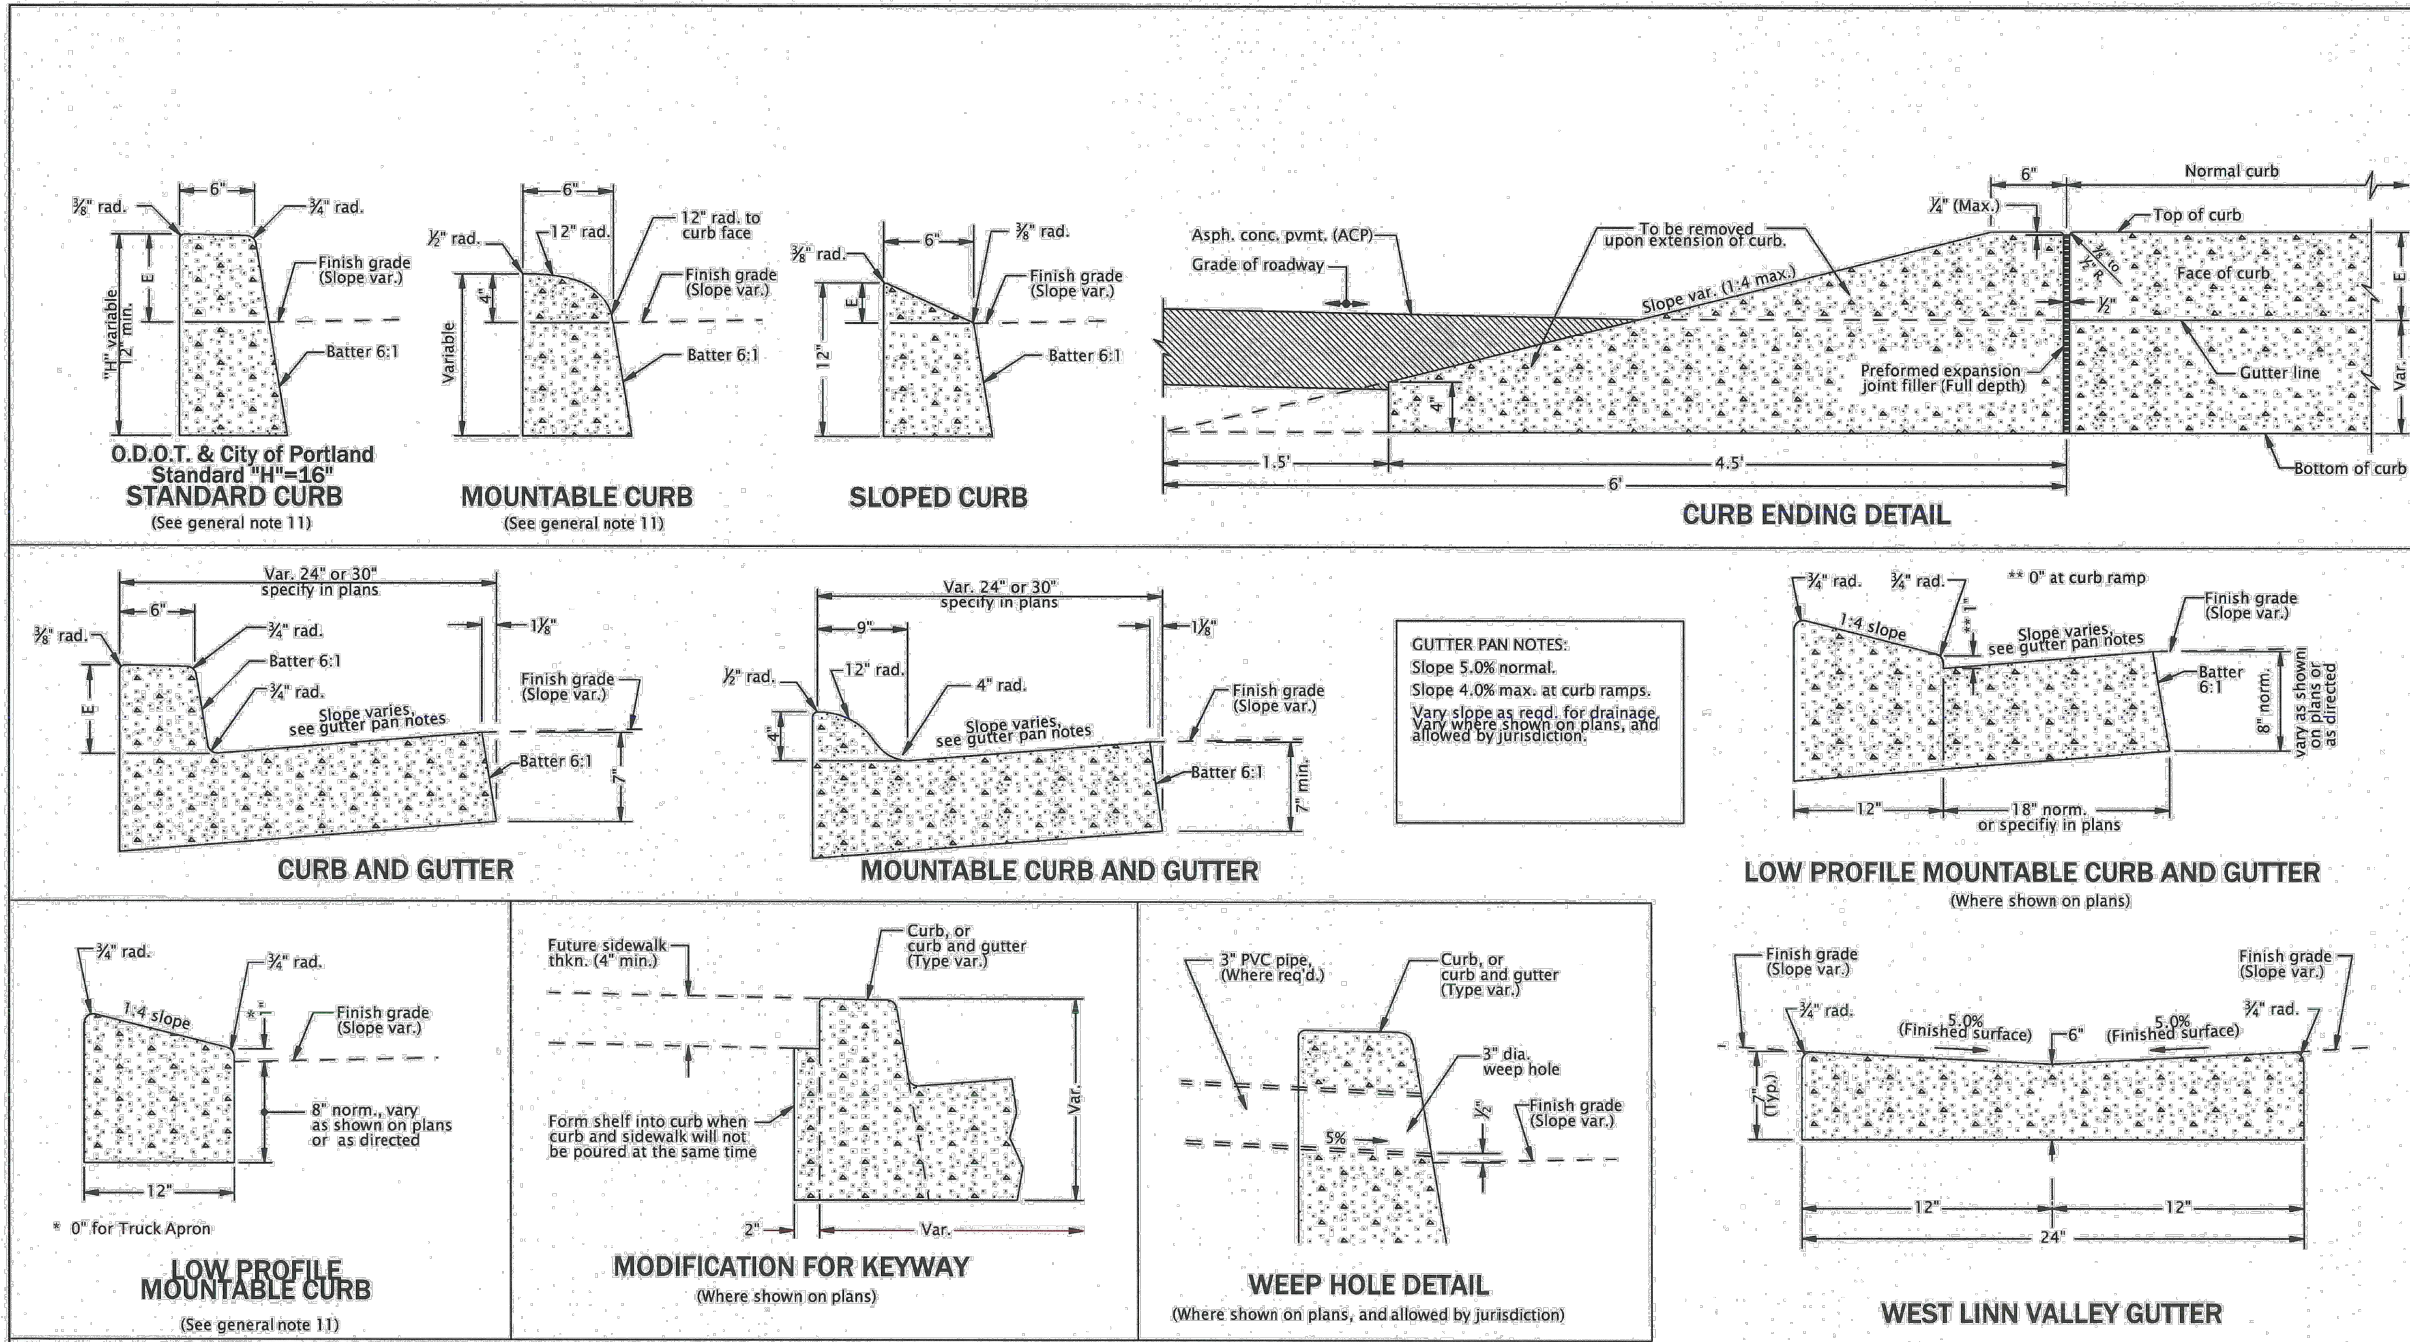 6"
⅜" rad.
¾" rad.
E
"H" variable
12" min.
Finish grade
(Slope var.)
Batter 6:1
O.D.O.T. & City of Portland
Standard "H"=16"
STANDARD CURB
(See general note 11)
6"
½" rad.
12" rad.
12" rad. to
curb face
4"
Variable
Finish grade
(Slope var.)
Batter 6:1
MOUNTABLE CURB
(See general note 11)
6"
⅜" rad.
⅜" rad.
E
12"
Finish grade
(Slope var.)
Batter 6:1
SLOPED CURB
Asph. conc. pvmt. (ACP)
Grade of roadway
To be removed
upon extension of curb.
Slope var. (1:4 max.)
6"
Normal curb
¼" (Max.)
Top of curb
⅜" to
½" R
Face of curb
E
½"
Preformed expansion
joint filler (Full depth)
Gutter line
Var.
4"
1.5'
4.5'
6'
Bottom of curb
CURB ENDING DETAIL
Var. 24" or 30"
specify in plans
6"
1⅛"
⅜" rad.
¾" rad.
Batter 6:1
¾" rad.
E
Slope varies,
see gutter pan notes
Finish grade
(Slope var.)
Batter 6:1
7"
CURB AND GUTTER
Var. 24" or 30"
specify in plans
9"
1⅛"
½" rad.
12" rad.
4" rad.
4"
Slope varies,
see gutter pan notes
Finish grade
(Slope var.)
Batter 6:1
7" min.
MOUNTABLE CURB AND GUTTER
GUTTER PAN NOTES:
Slope 5.0% normal.
Slope 4.0% max. at curb ramps.
Vary slope as reqd. for drainage
Vary where shown on plans, and
allowed by jurisdiction.
¾" rad.
¾" rad.
** 0" at curb ramp
1:4 slope
** 1"
Slope varies,
see gutter pan notes
Finish grade
(Slope var.)
Batter
6:1
8" norm.
vary as shown
on plans or
as directed
12"
18" norm.
or specifiy in plans
LOW PROFILE MOUNTABLE CURB AND GUTTER
(Where shown on plans)
¾" rad.
¾" rad.
1:4 slope
* 1"
Finish grade
(Slope var.)
8" norm., vary
as shown on plans
or as directed
12"
* 0" for Truck Apron
LOW PROFILE
MOUNTABLE CURB
(See general note 11)
Future sidewalk
thkn. (4" min.)
Curb, or
curb and gutter
(Type var.)
Form shelf into curb when
curb and sidewalk will not
be poured at the same time
Var.
2"
Var.
MODIFICATION FOR KEYWAY
(Where shown on plans)
3" PVC pipe,
(Where req'd.)
Curb, or
curb and gutter
(Type var.)
3" dia.
weep hole
5%
½"
Finish grade
(Slope var.)
WEEP HOLE DETAIL
(Where shown on plans, and allowed by jurisdiction)
Finish grade
(Slope var.)
Finish grade
(Slope var.)
¾" rad.
5.0%
(Finished surface)
6"
5.0%
(Finished surface)
¾" rad.
7"
(Typ.)
12"
12"
24"
WEST LINN VALLEY GUTTER